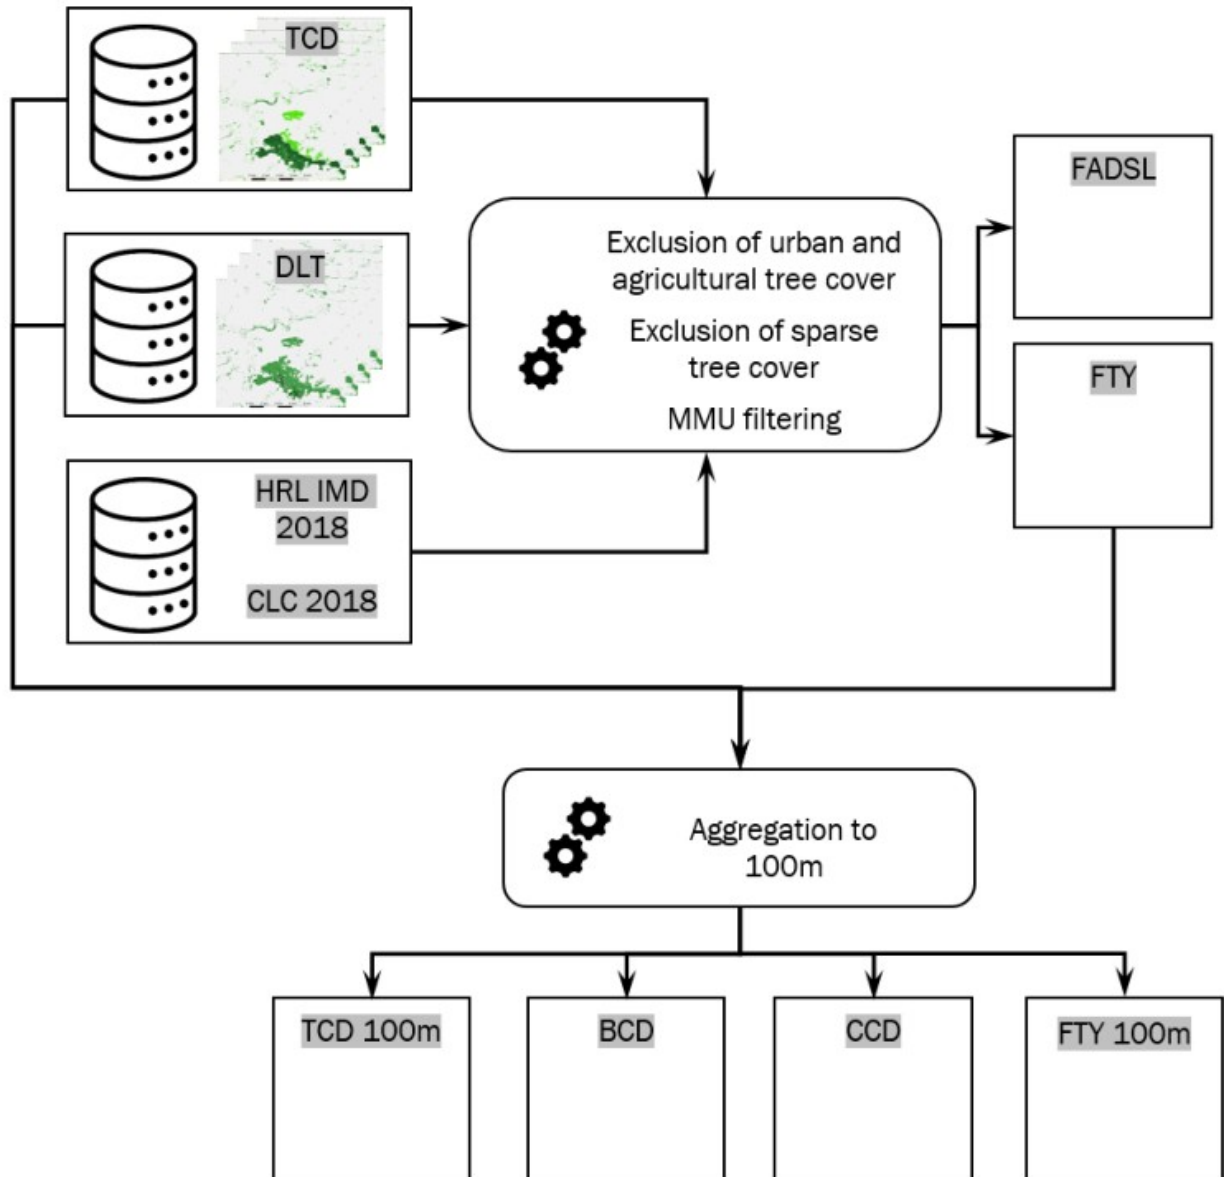 TCD
DLT
HRL IMD
2018
CLC 2018
Exclusion of urban and
agricultural tree cover
Exclusion of sparse
tree cover
MMU filtering
FADSL
FTY
Aggregation to
100m
TCD 100m
BCD
CCD
FTY 100m